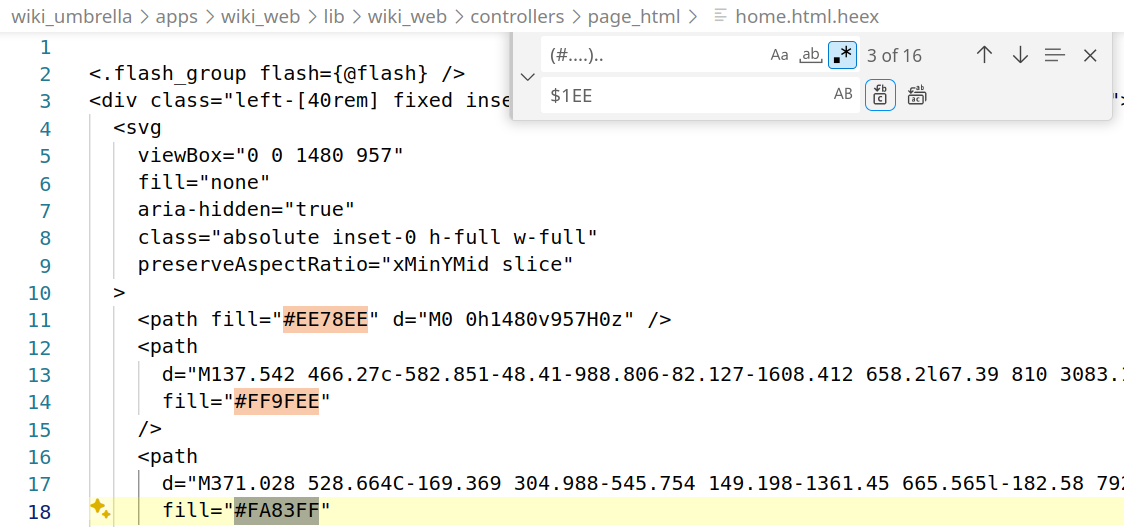 wiki_umbrella > apps > wiki_web > lib > wiki_web > controllers > page_html > home.html.heex
(#....).. Aa ab .* 3 of 16
$1EE AB
1
2 <.flash_group flash={@flash} />
3 <div class="left-[40rem] fixed inse
4 <svg
5 viewBox="0 0 1480 957"
6 fill="none"
7 aria-hidden="true"
8 class="absolute inset-0 h-full w-full"
9 preserveAspectRatio="xMinYMid slice"
10 >
11 <path fill="#EE78EE" d="M0 0h1480v957H0z" />
12 <path
13 d="M137.542 466.27c-582.851-48.41-988.806-82.127-1608.412 658.2l67.39 810 3083.
14 fill="#FF9FEE"
15 />
16 <path
17 d="M371.028 528.664C-169.369 304.988-545.754 149.198-1361.45 665.565l-182.58 792
18 fill="#FA83FF"